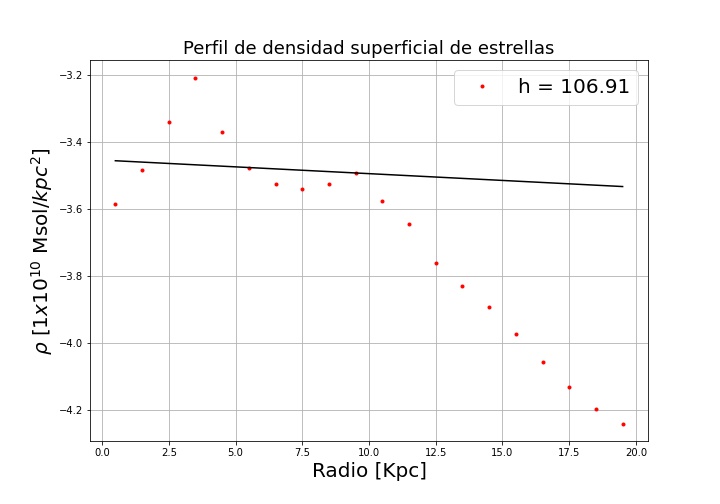 Perfil de densidad superficial de estrellas
h = 106.91
ρ [1x10^{10} Msol/kpc^2]
−3.2
−3.4
−3.6
−3.8
−4.0
−4.2
0.0 2.5 5.0 7.5 10.0 12.5 15.0 17.5 20.0
Radio [Kpc]